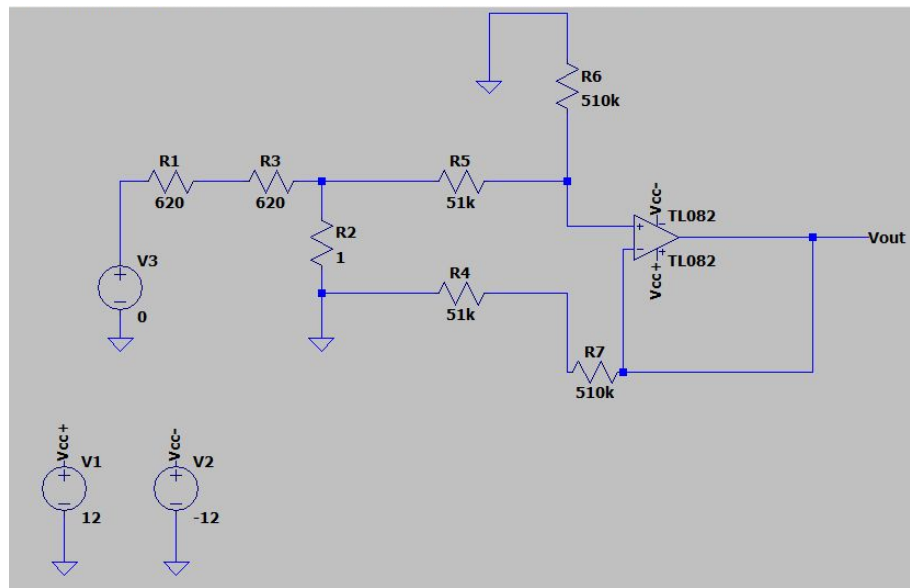 R6
510k
R1
R3
R5
620
620
51k
Vcc-
TL082
R2
1
Vout
TL082
Vcc+
V3
R4
0
51k
R7
510k
Vcc+
Vcc-
V1
V2
12
-12